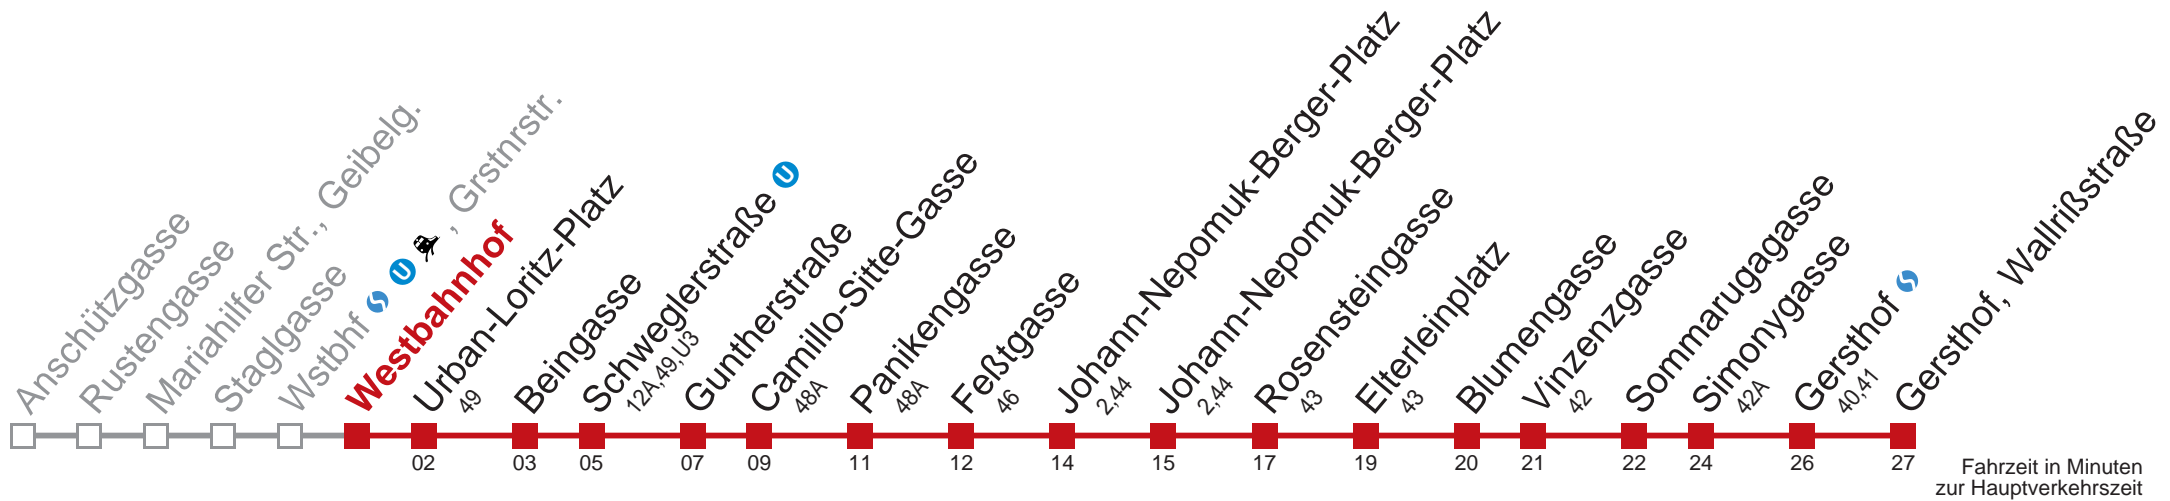 Anschützgasse
Rustengasse
Mariahilfer Str., Geibelg.
Staglgasse
Wstbhf U , Grstnrstr.
Westbahnhof
Urban-Loritz-Platz
49
Beingasse
Schweglerstraße U
12A,49,U3
Guntherstraße
Camillo-Sitte-Gasse
48A
Panikengasse
48A
Feßtgasse
46
Johann-Nepomuk-Berger-Platz
2,44
Johann-Nepomuk-Berger-Platz
2,44
Rosensteingasse
43
Elterleinplatz
43
Blumengasse
Vinzenzgasse
42
Sommarugagasse
Simonygasse
42A
Gersthof
40,41
Gersthof, Wallrißstraße
02 03 05 07 09 11 12 14 15 17 19 20 21 22 24 26 27
Fahrzeit in Minuten
zur Hauptverkehrszeit